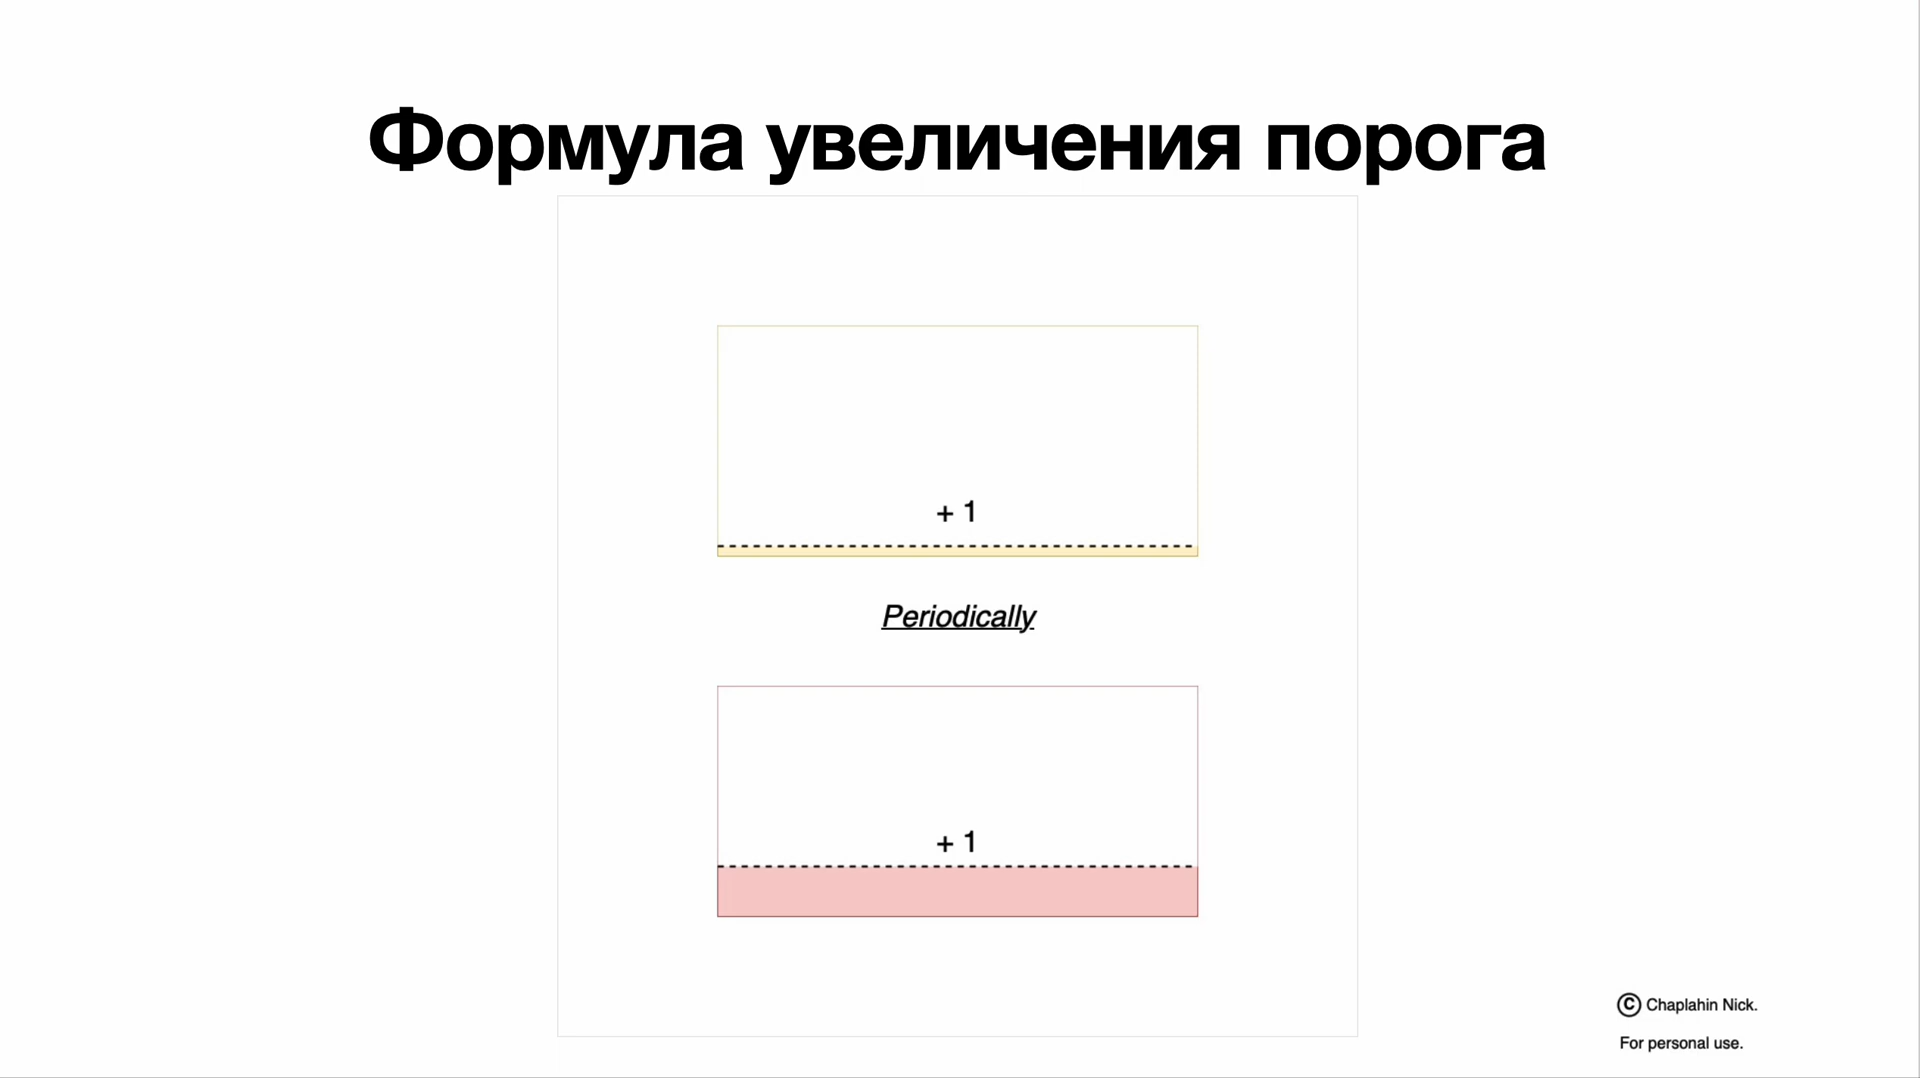 Формула увеличения порога
+ 1
Periodically
+ 1
© Chaplahin Nick.
For personal use.